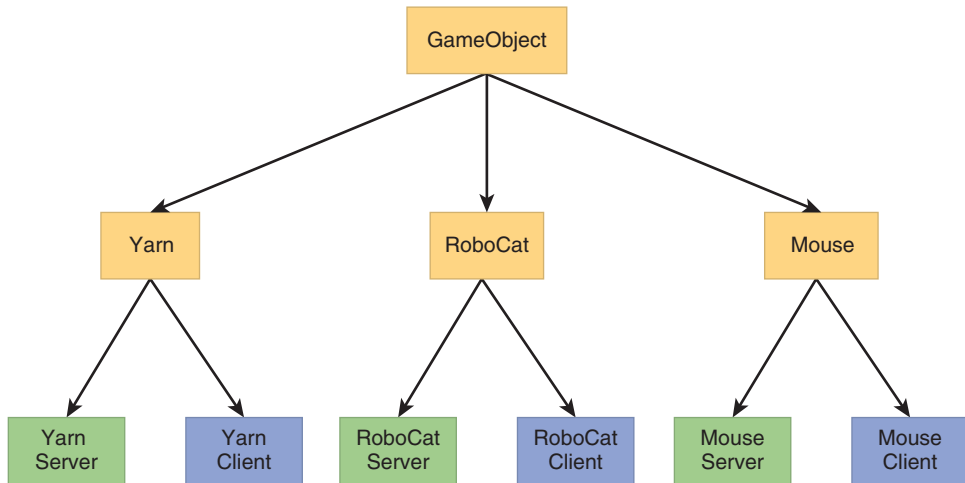 GameObject
Yarn
RoboCat
Mouse
Yarn
Server
Yarn
Client
RoboCat
Server
RoboCat
Client
Mouse
Server
Mouse
Client